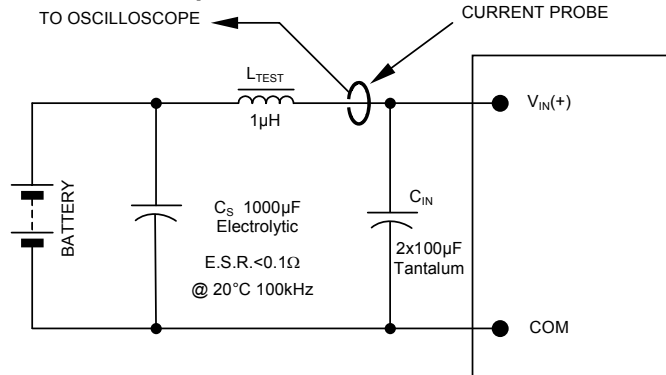 TO OSCILLOSCOPE
CURRENT PROBE
LTEST
1µH
VIN(+)
BATTERY
CS 1000µF
Electrolytic
E.S.R.<0.1Ω
@ 20°C 100kHz
CIN
2x100µF
Tantalum
COM